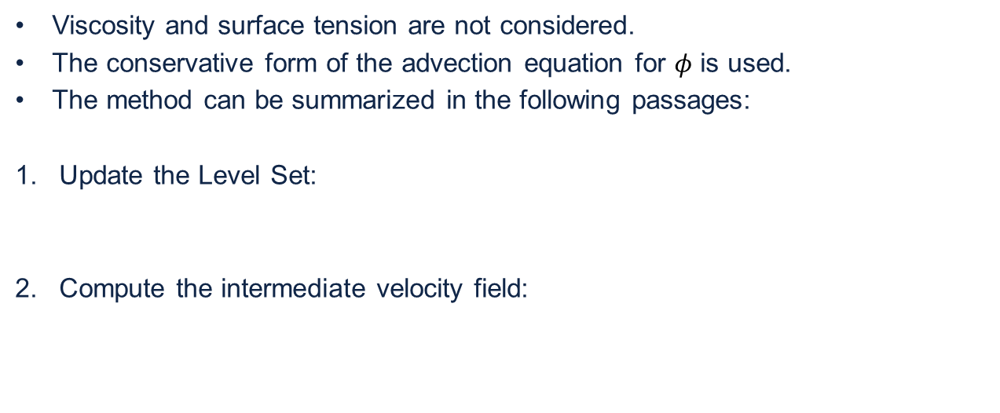 • Viscosity and surface tension are not considered.
• The conservative form of the advection equation for ϕ is used.
• The method can be summarized in the following passages:
1. Update the Level Set:
2. Compute the intermediate velocity field: